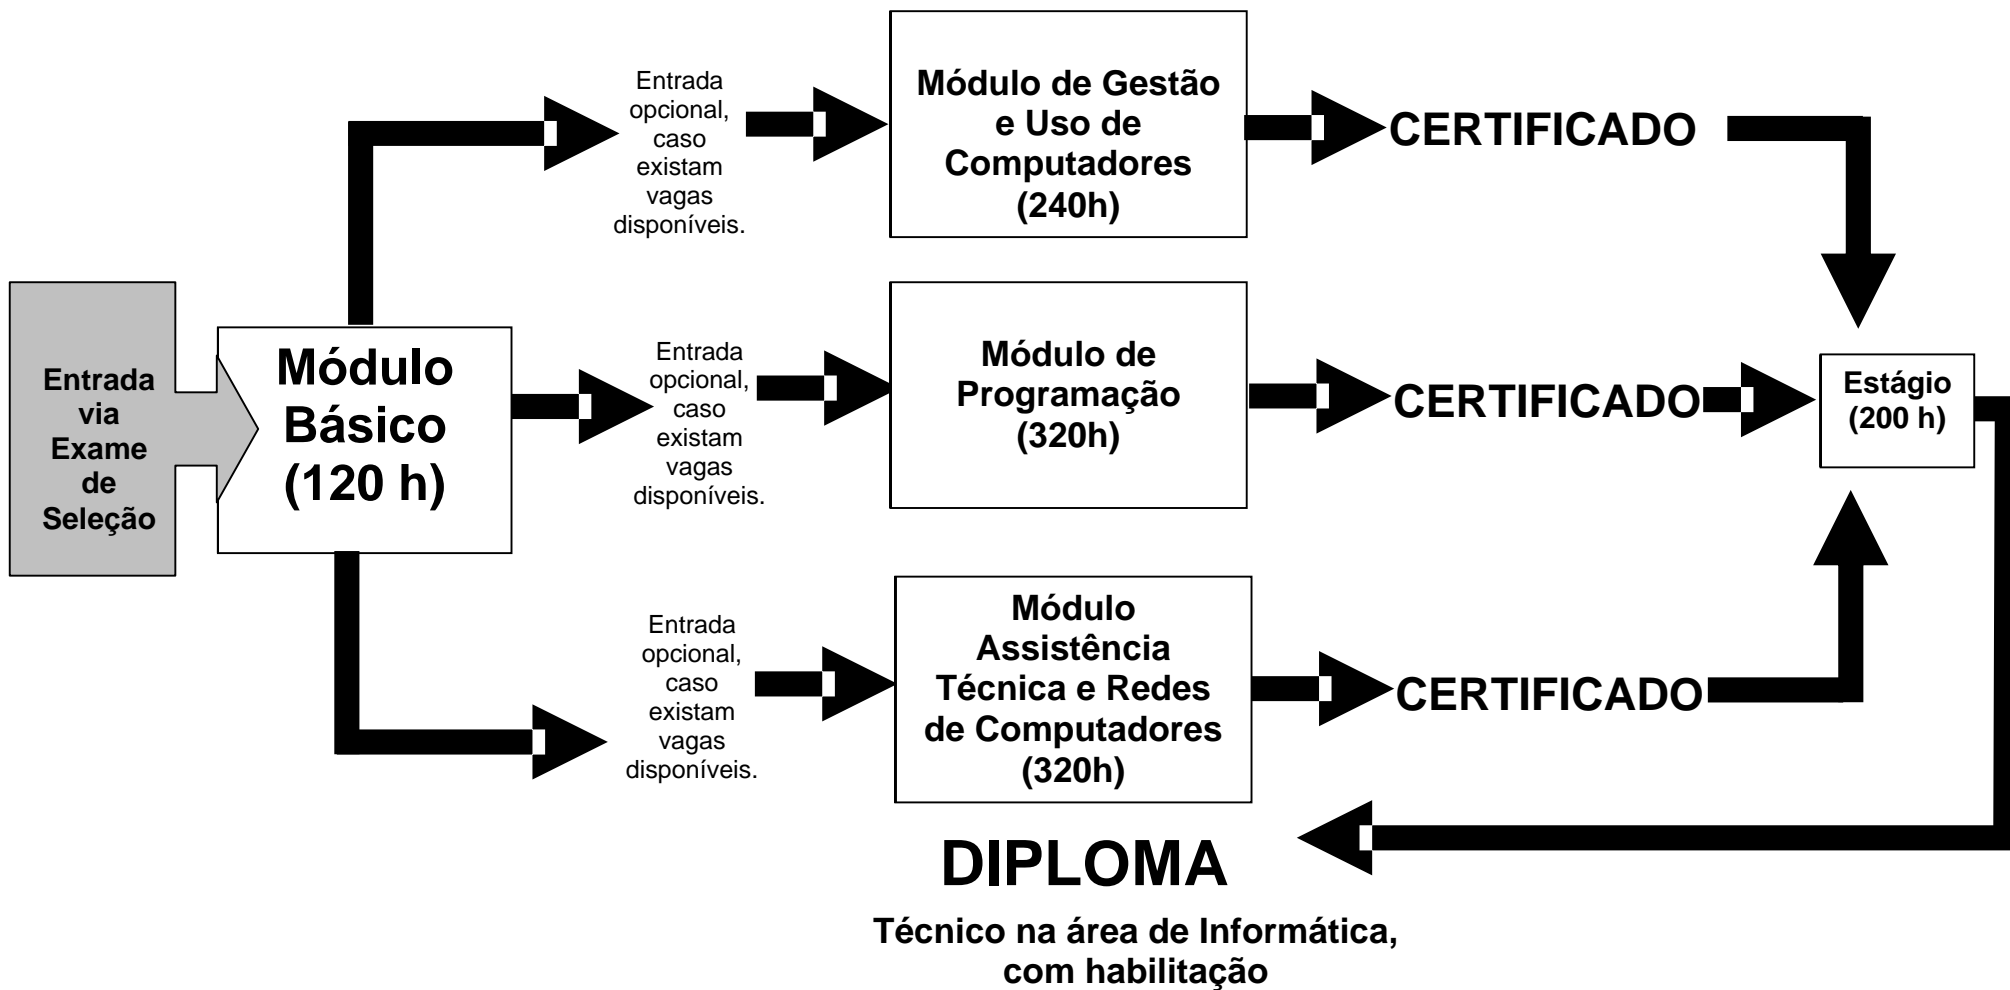 Entrada
via
Exame
de
Seleção
Módulo
Básico
(120 h)
Entrada
opcional,
caso
existam
vagas
disponíveis.
Módulo de Gestão
e Uso de
Computadores
(240h)
CERTIFICADO
Entrada
opcional,
caso
existam
vagas
disponíveis.
Módulo de
Programação
(320h)
CERTIFICADO
Entrada
opcional,
caso
existam
vagas
disponíveis.
Módulo
Assistência
Técnica e Redes
de Computadores
(320h)
CERTIFICADO
Estágio
(200 h)
DIPLOMA
Técnico na área de Informática,
com habilitação